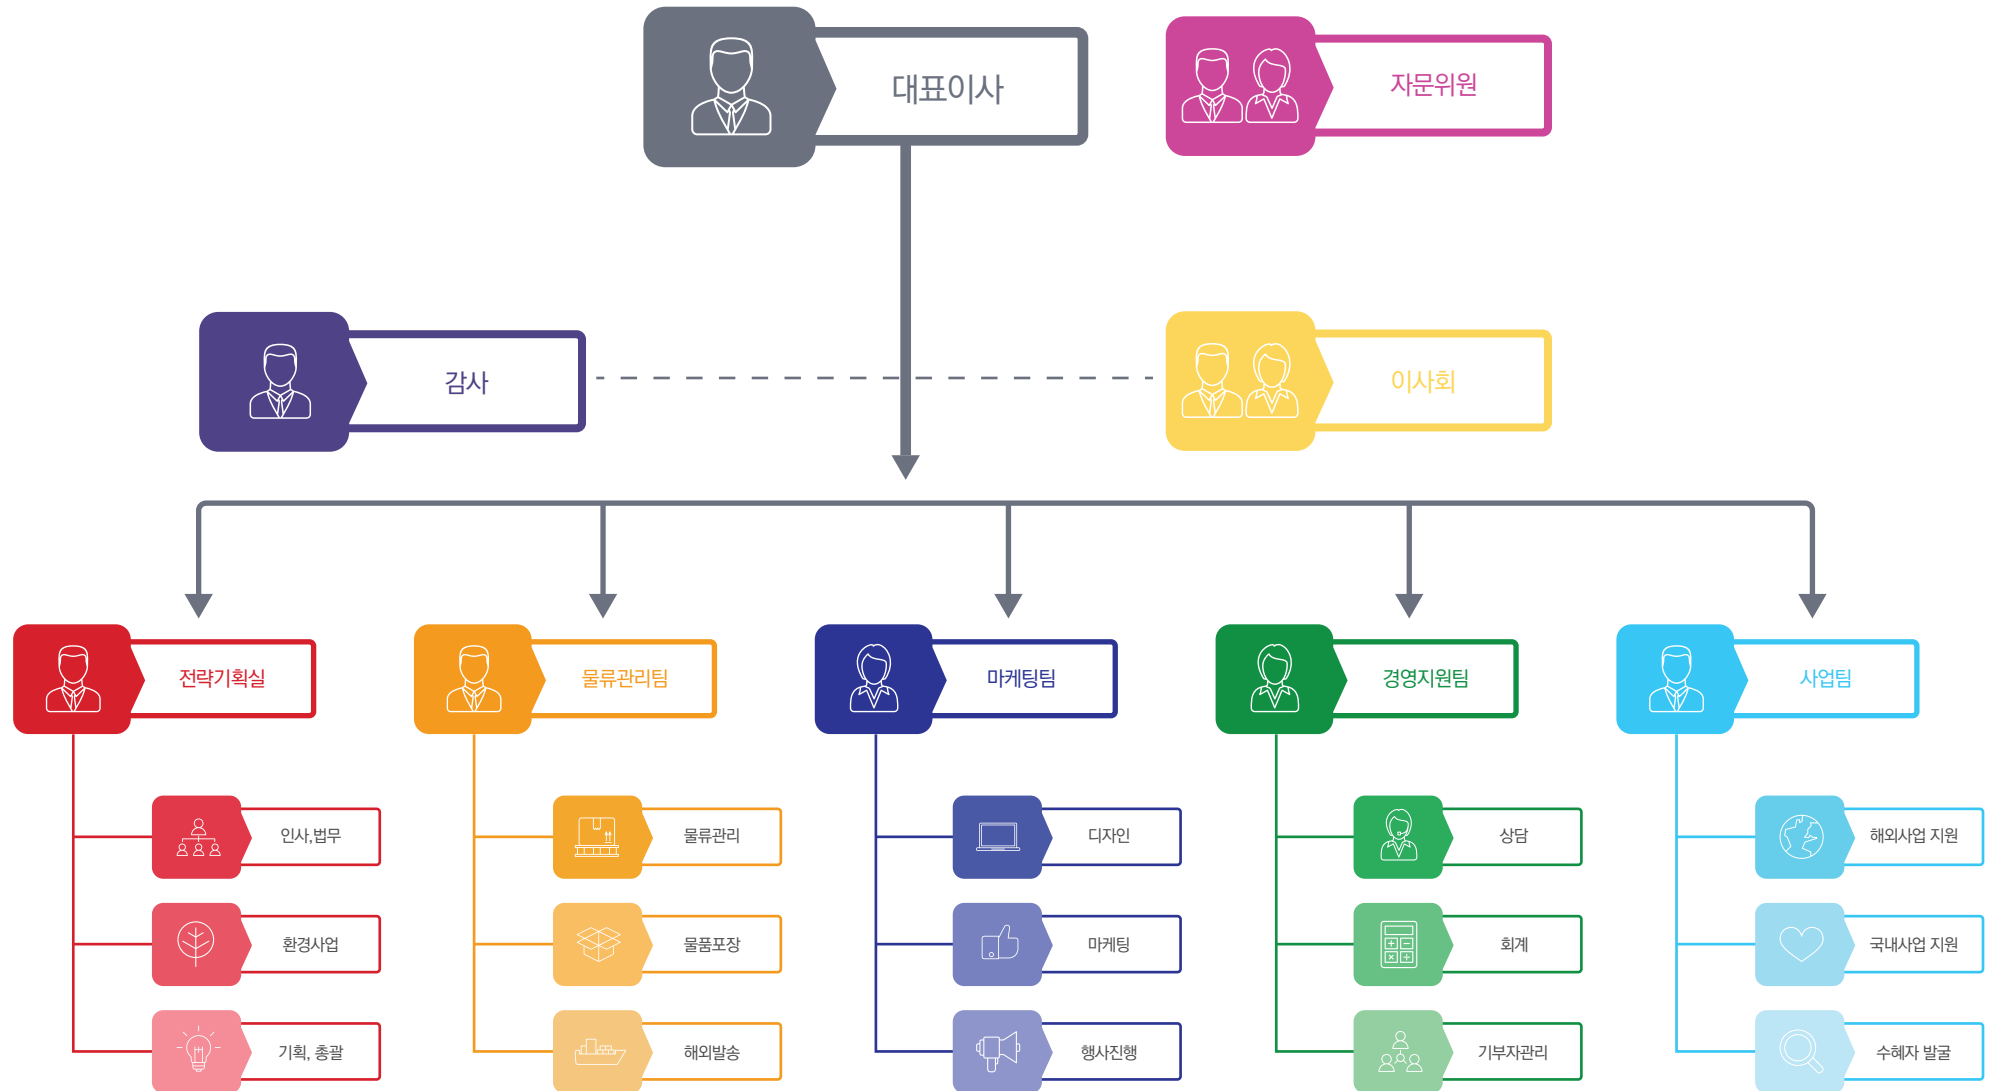 대표이사
자문위원
감사
이사회
전략기획실
물류관리팀
마케팅팀
경영지원팀
사업팀
인사,법무
물류관리
디자인
상담
해외사업 지원
환경사업
물품포장
마케팅
회계
국내사업 지원
기획, 총괄
해외발송
행사진행
기부자관리
수혜자 발굴